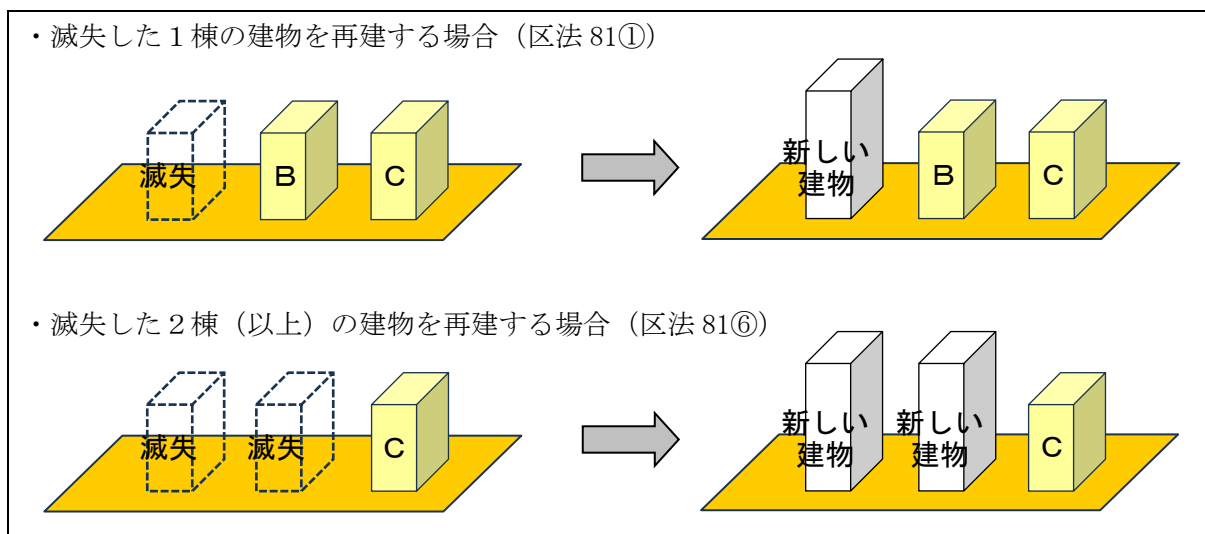 ・滅失した１棟の建物を再建する場合（区法 81①）
滅失
Ｂ
Ｃ
新しい
建物
Ｂ
Ｃ
・滅失した２棟（以上）の建物を再建する場合（区法 81⑥）
滅失
滅失
Ｃ
新しい
建物
新しい
建物
Ｃ